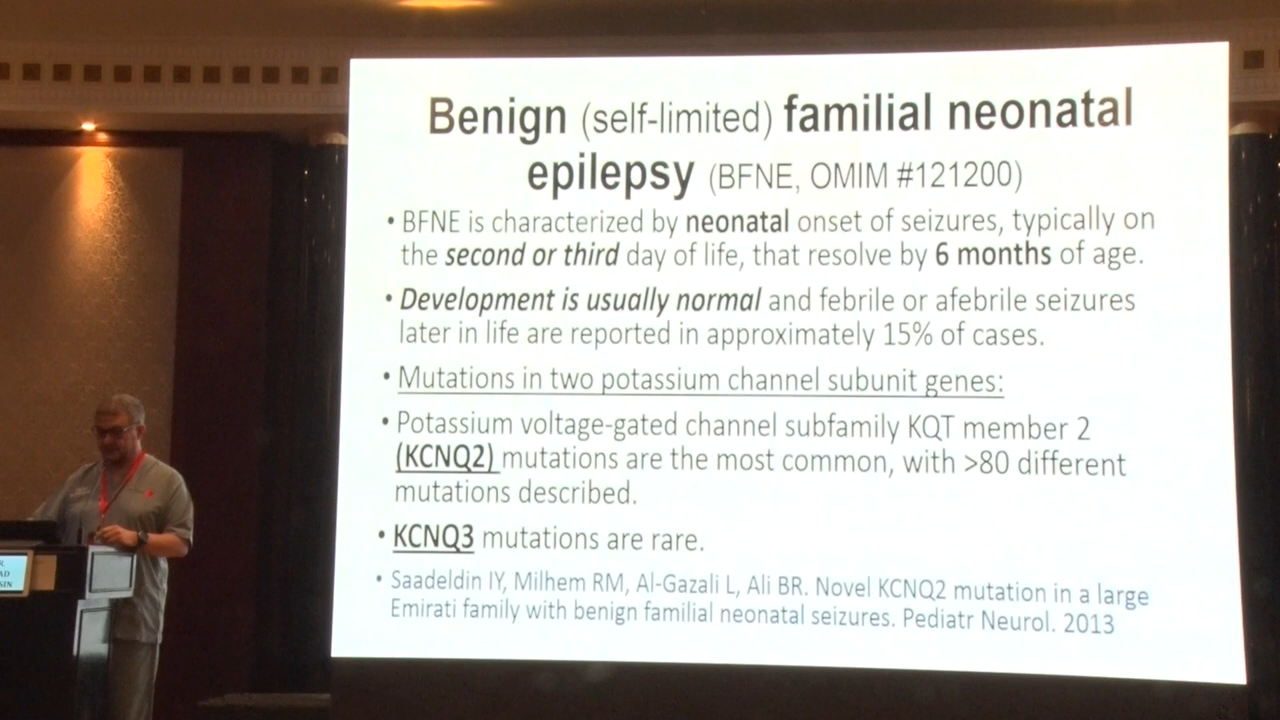 Benign (self-limited) familial neonatal
epilepsy (BFNE, OMIM #121200)
• BFNE is characterized by neonatal onset of seizures, typically on
the second or third day of life, that resolve by 6 months of age.
• Development is usually normal and febrile or afebrile seizures
later in life are reported in approximately 15% of cases.
• Mutations in two potassium channel subunit genes:
• Potassium voltage-gated channel subfamily KQT member 2
(KCNQ2) mutations are the most common, with >80 different
mutations described.
• KCNQ3 mutations are rare.
• Saadeldin IY, Milhem RM, Al-Gazali L, Ali BR. Novel KCNQ2 mutation in a large
Emirati family with benign familial neonatal seizures. Pediatr Neurol. 2013